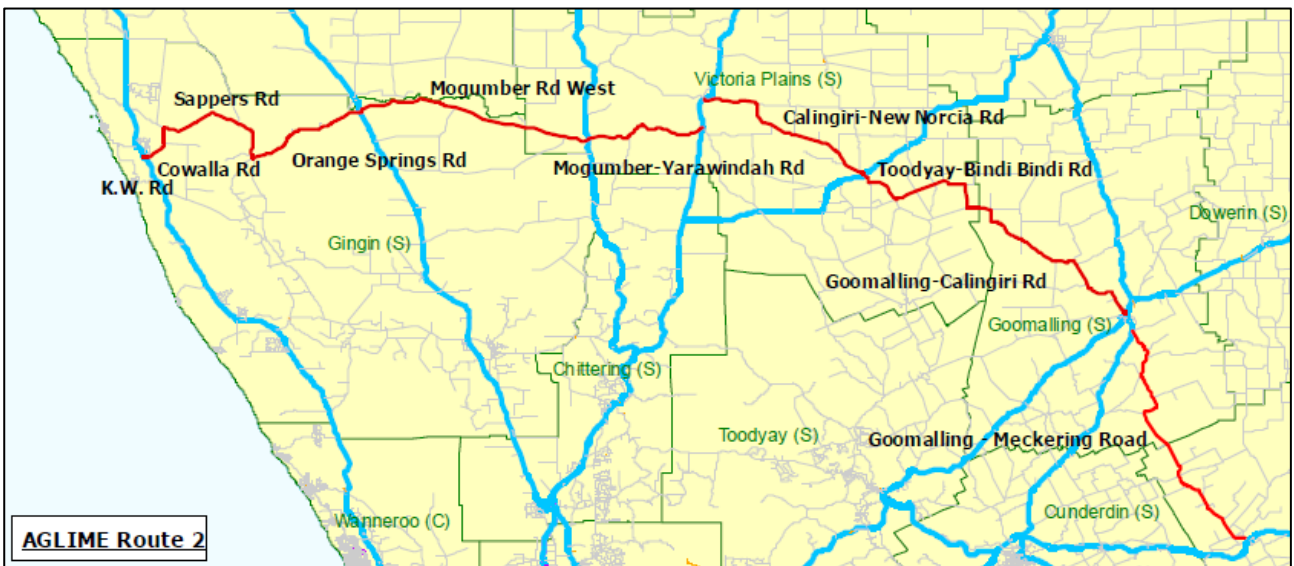 Victoria Plains (S)
Mogumber Rd West
Sappers Rd
Calingiri-New Norcia Rd
Orange Springs Rd
Cowalla Rd
Mogumber-Yarawindah Rd
Toodyay-Bindi Bindi Rd
K.W. Rd
Dowerin (S)
Gingin (S)
Goomalling-Calingiri Rd
Goomalling (S)
Chittering (S)
Toodyay (S)
Goomalling - Meckering Road
Cunderdin (S)
Wanneroo (C)
AGLIME Route 2